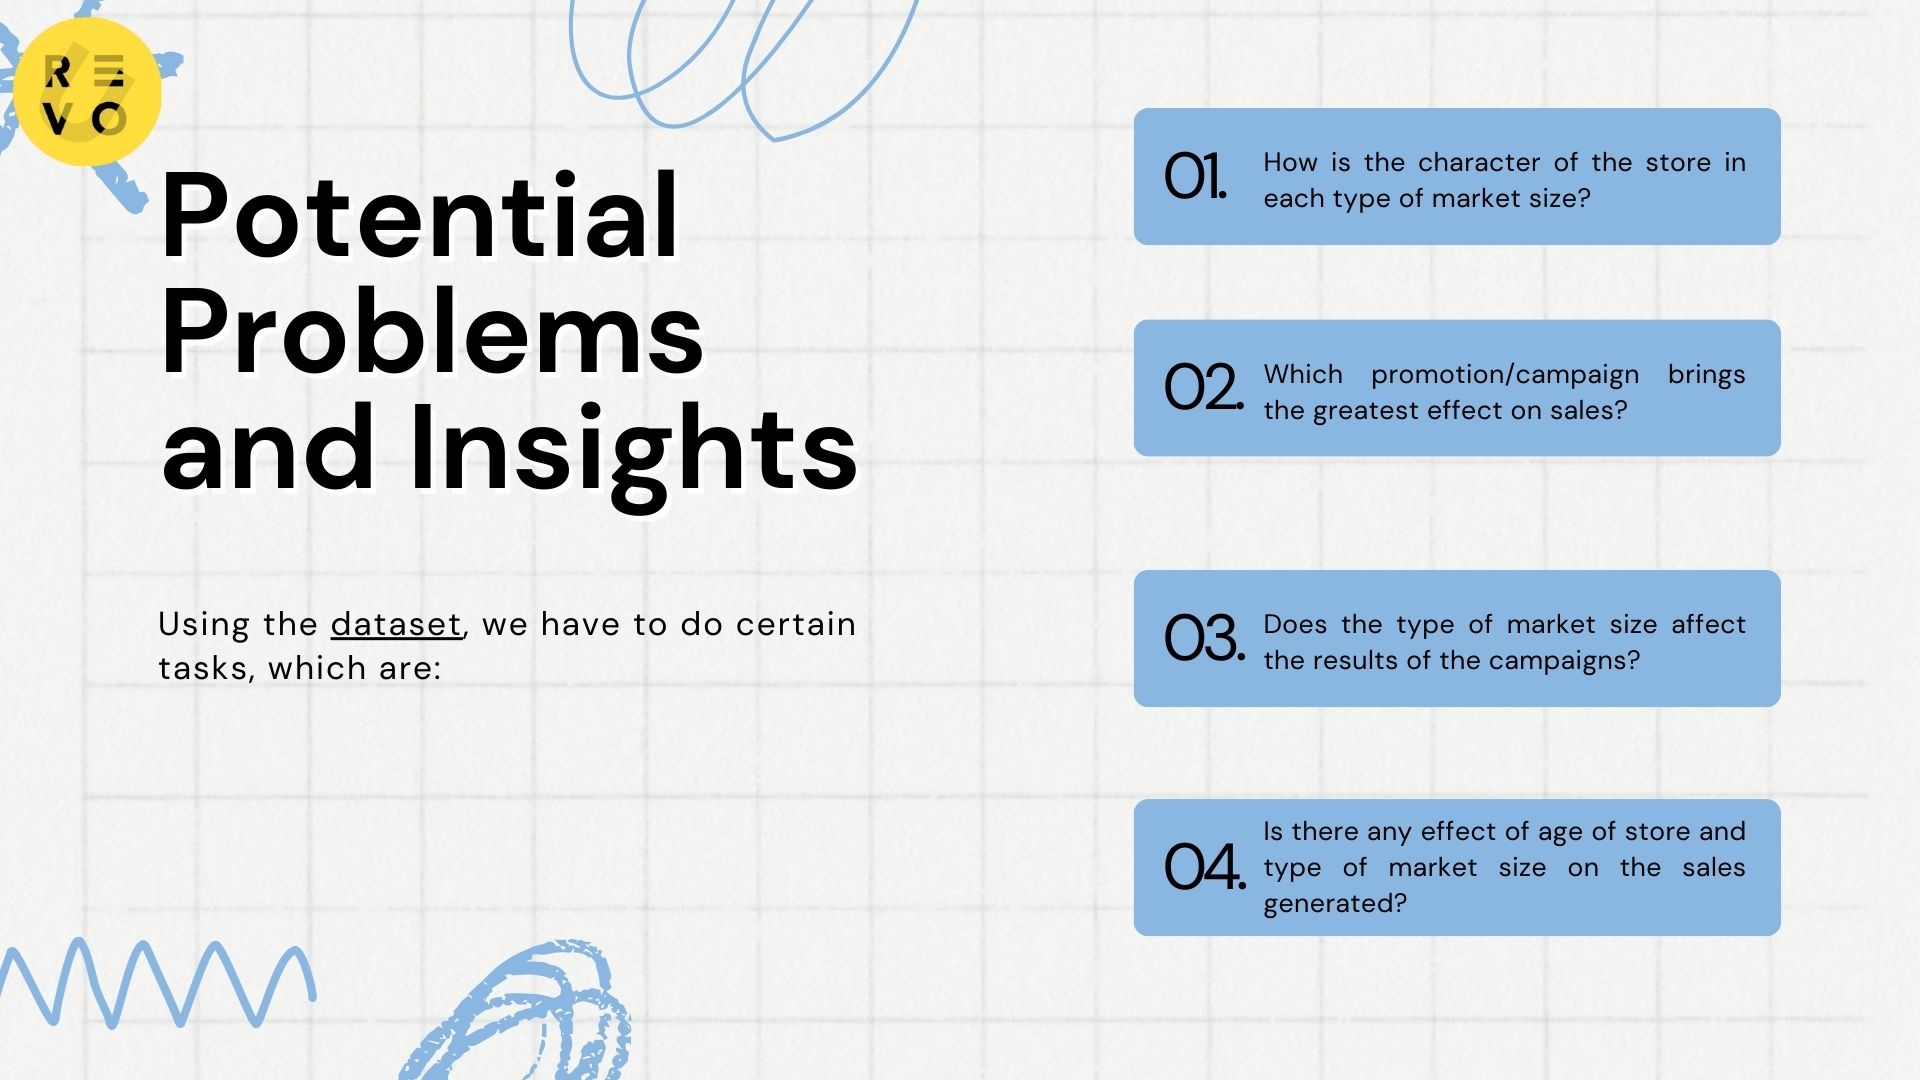 RE
VO
Potential
Problems
and Insights
Using the dataset, we have to do certain
tasks, which are:
01.
How is the character of the store in
each type of market size?
02.
Which promotion/campaign brings
the greatest effect on sales?
03.
Does the type of market size affect
the results of the campaigns?
04.
Is there any effect of age of store and
type of market size on the sales
generated?